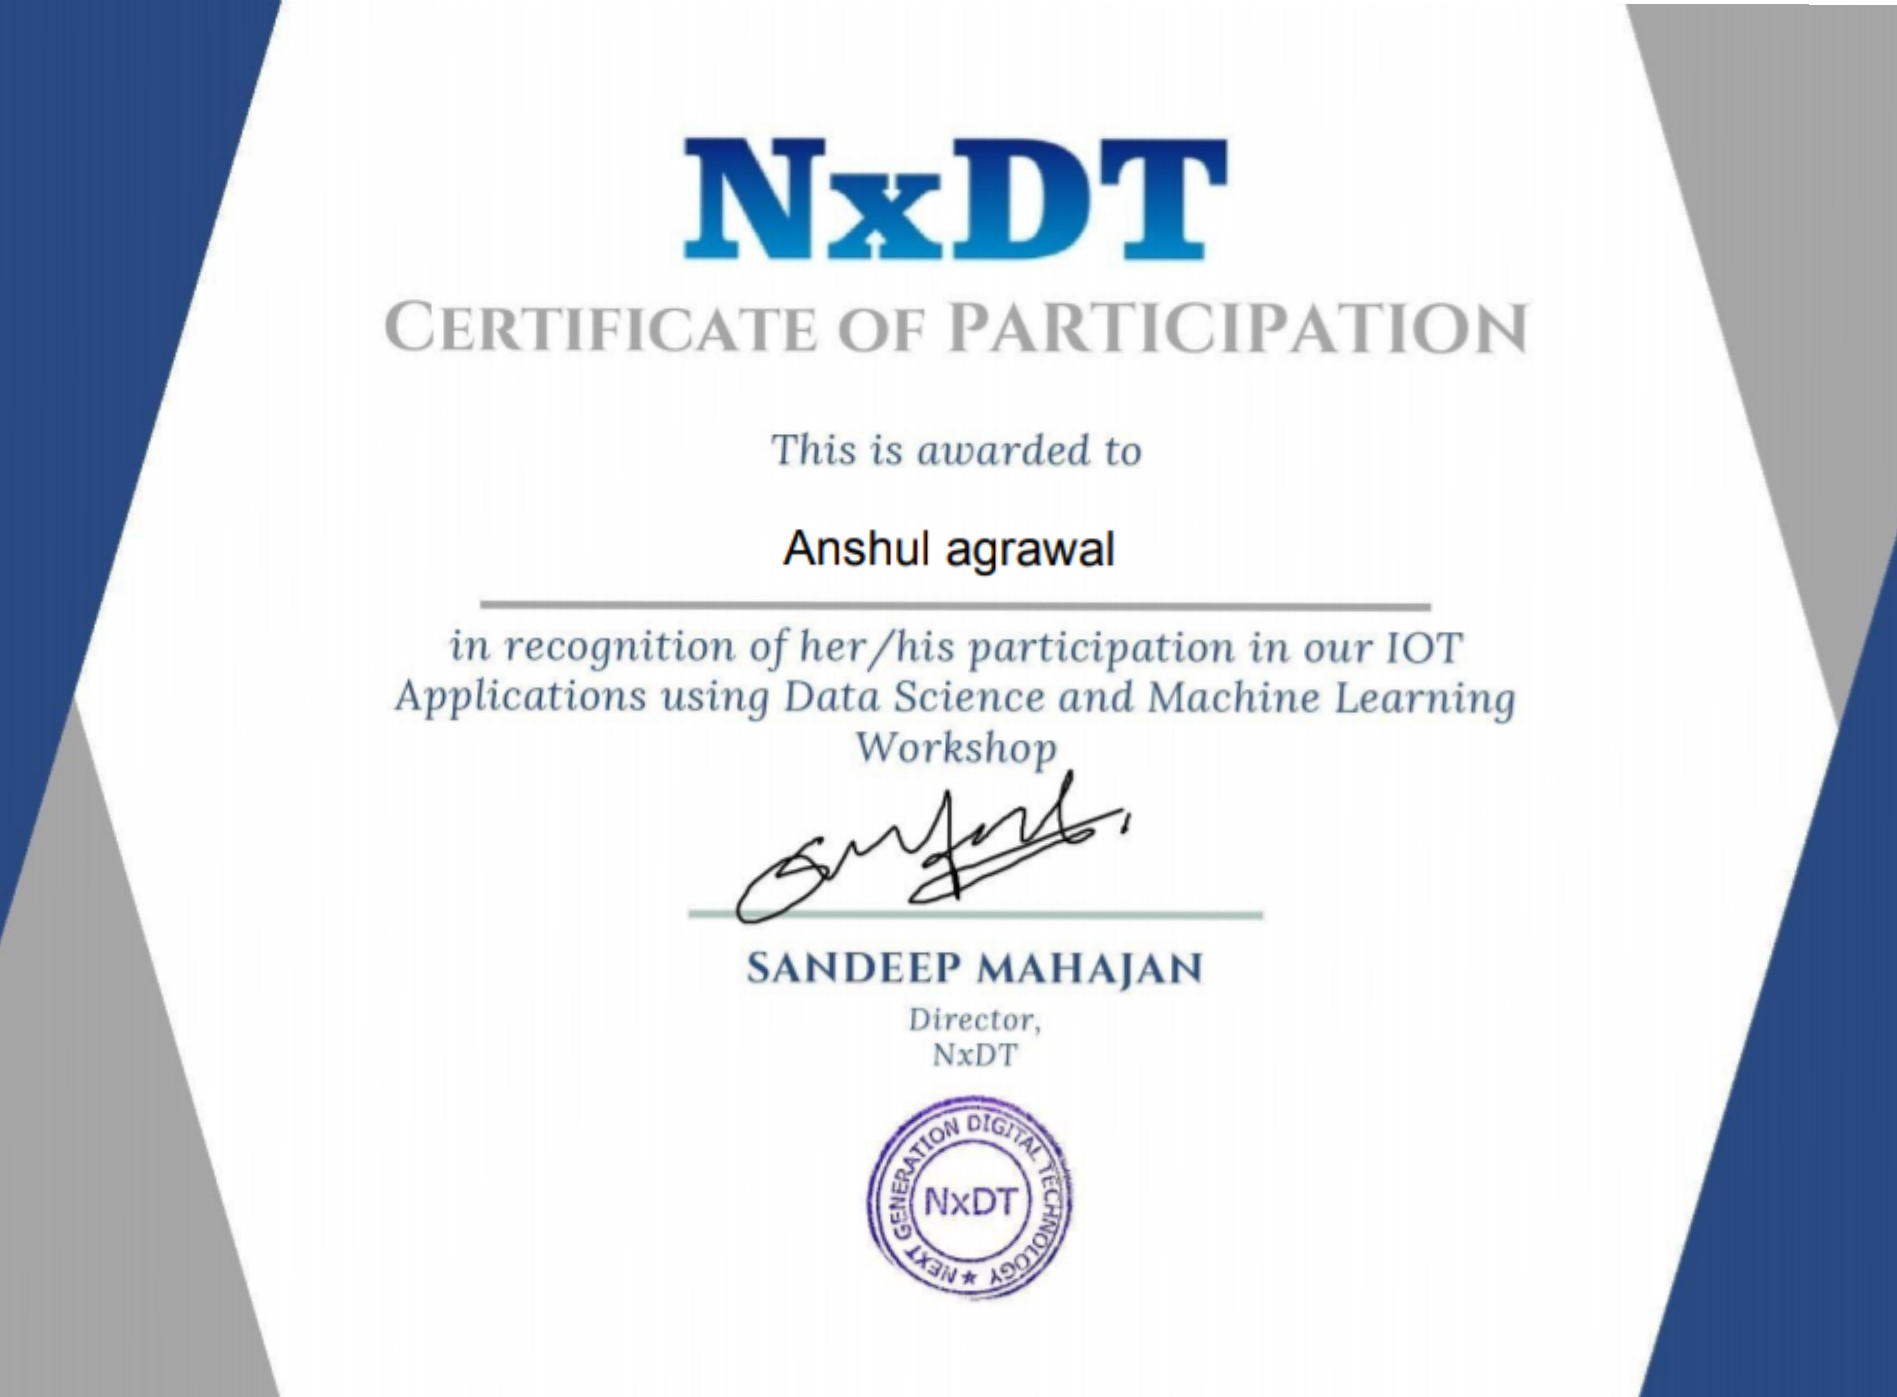 NxDT
CERTIFICATE OF PARTICIPATION
This is awarded to
Anshul agrawal
in recognition of her/his participation in our IOT
Applications using Data Science and Machine Learning
Workshop
SANDEEP MAHAJAN
Director,
NxDT
NEXT GENERATION DIGITAL TECHNOLOGY
NxDT